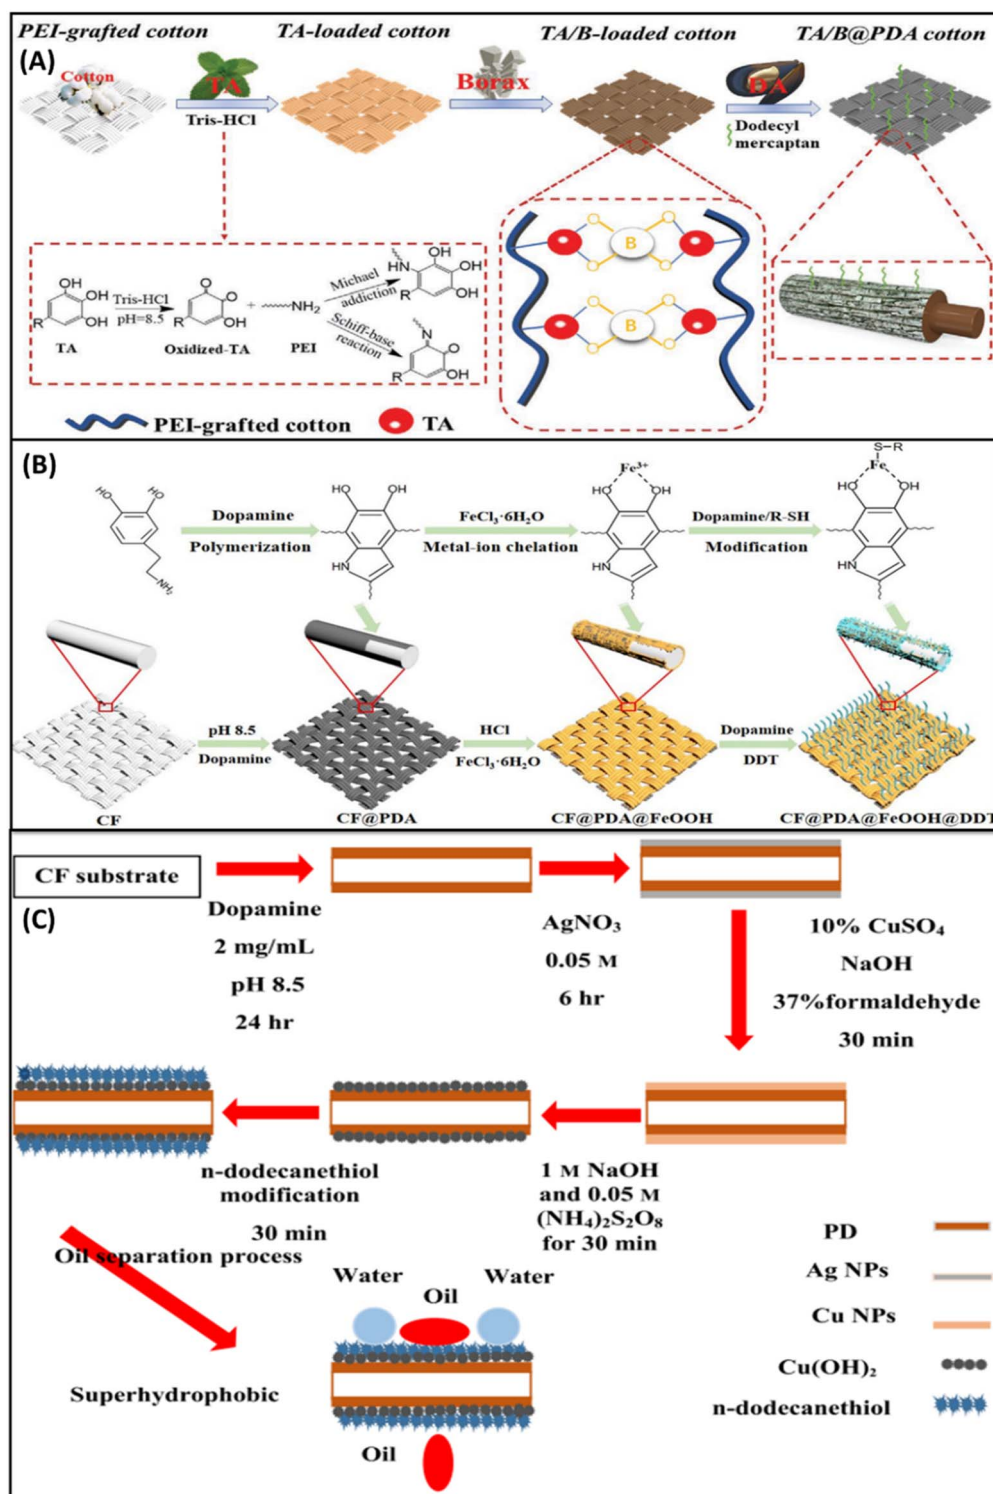 (A)
PEI-grafted cotton
TA-loaded cotton
TA/B-loaded cotton
TA/B@PDA cotton
Cotton
TA
Tris-HCl
Borax
DA
Dodecyl
mercaptan
OH
HO
OH
R
TA
Tris-HCl
pH=8.5
O
O
OH
R
Oxidized-TA
+
NH₂
PEI
Michael
addiction
Schiff-base
reaction
OH
HN
OH
OH
R
N
O
OH
R
B
TA
TA
B
TA
TA
PEI-grafted cotton
TA
(B)
HO
HO
NH₂
Dopamine
Polymerization
HO
OH
HN
FeCl₃·6H₂O
Metal-ion chelation
Fe³⁺
HO
OH
HN
Dopamine/R-SH
Modification
S-R
Fe
HO
OH
HN
CF
pH 8.5
Dopamine
CF@PDA
HCl
FeCl₃·6H₂O
CF@PDA@FeOOH
Dopamine
DDT
CF@PDA@FeOOH@DDT
(C)
CF substrate
Dopamine
2 mg/mL
pH 8.5
24 hr
AgNO₃
0.05 M
6 hr
10% CuSO₄
NaOH
37%formaldehyde
30 min
1 M NaOH
and 0.05 M
(NH₄)₂S₂O₈
for 30 min
n-dodecanethiol
modification
30 min
Oil separation process
Superhydrophobic
Water
Oil
Water
Oil
PD
Ag NPs
Cu NPs
Cu(OH)₂
n-dodecanethiol